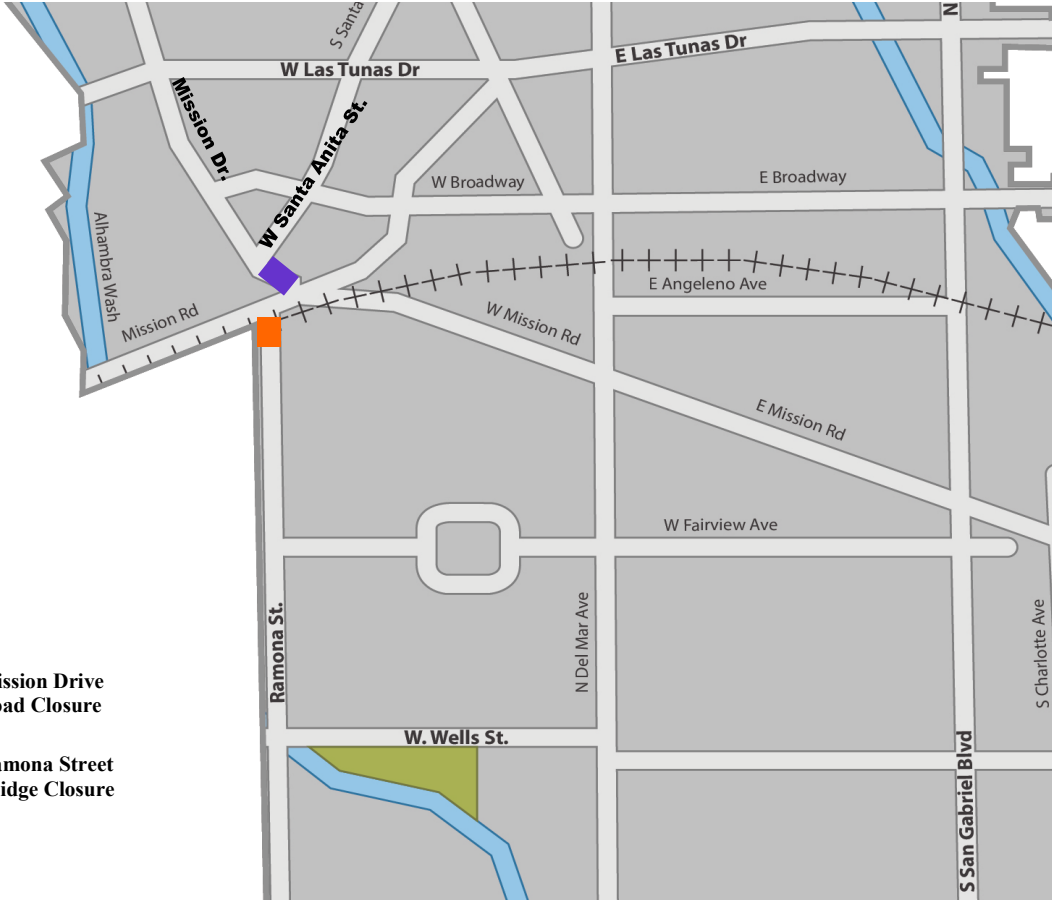 N
S Santa
E Las Tunas Dr
W Las Tunas Dr
Mission Dr.
W Santa Anita St.
W Broadway
E Broadway
Alhambra Wash
E Angeleno Ave
Mission Rd
W Mission Rd
E Mission Rd
W Fairview Ave
N Del Mar Ave
S Charlotte Ave
Ramona St.
ission Drive
oad Closure
W. Wells St.
amona Street
idge Closure
S San Gabriel Blvd